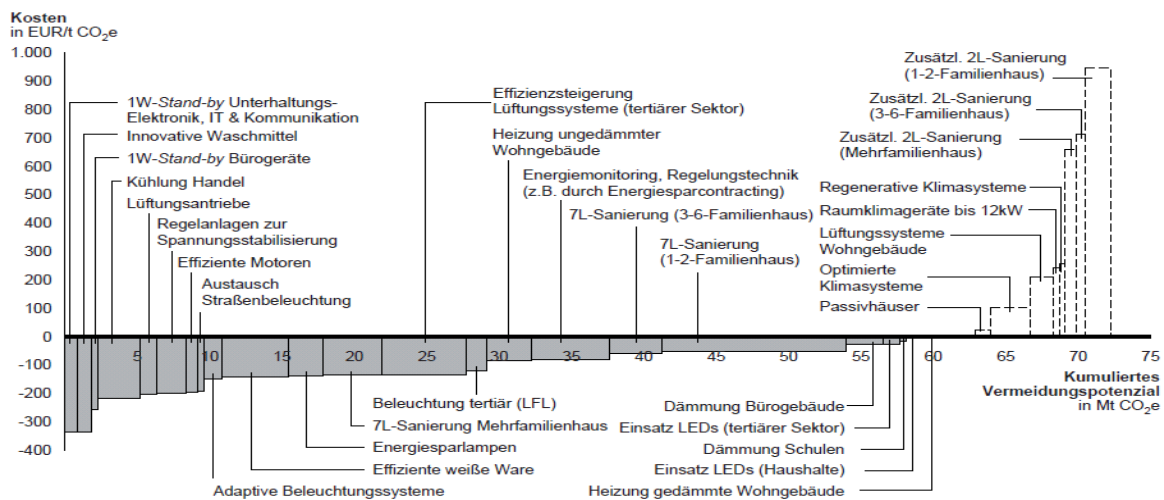 Kosten
in EUR/t CO₂e
1.000
900
800
700
600
500
400
300
200
100
0
-100
-200
-300
-400
1W-Stand-by Unterhaltungs-
Elektronik, IT & Kommunikation
Innovative Waschmittel
1W-Stand-by Bürogeräte
Kühlung Handel
Lüftungsantriebe
Regelanlagen zur
Spannungsstabilisierung
Effiziente Motoren
Austausch
Straßenbeleuchtung
Effizienzsteigerung
Lüftungssysteme (tertiärer Sektor)
Heizung ungedämmter
Wohngebäude
Energiemonitoring, Regelungstechnik
(z.B. durch Energiesparcontracting)
7L-Sanierung (3-6-Familienhaus)
7L-Sanierung
(1-2-Familienhaus)
Zusätzl. 2L-Sanierung
(1-2-Familienhaus)
Zusätzl. 2L-Sanierung
(3-6-Familienhaus)
Zusätzl. 2L-Sanierung
(Mehrfamilienhaus)
Regenerative Klimasysteme
Raumklimageräte bis 12kW
Lüftungssysteme
Wohngebäude
Optimierte
Klimasysteme
Passivhäuser
5 10 15 20 25 30 35 40 45 50 55 60 65 70 75
Kumuliertes
Vermeidungspotenzial
in Mt CO₂e
Beleuchtung tertiär (LFL)
7L-Sanierung Mehrfamilienhaus
Energiesparlampen
Effiziente weiße Ware
Adaptive Beleuchtungssysteme
Dämmung Bürogebäude
Einsatz LEDs (tertiärer Sektor)
Dämmung Schulen
Einsatz LEDs (Haushalte)
Heizung gedämmte Wohngebäude